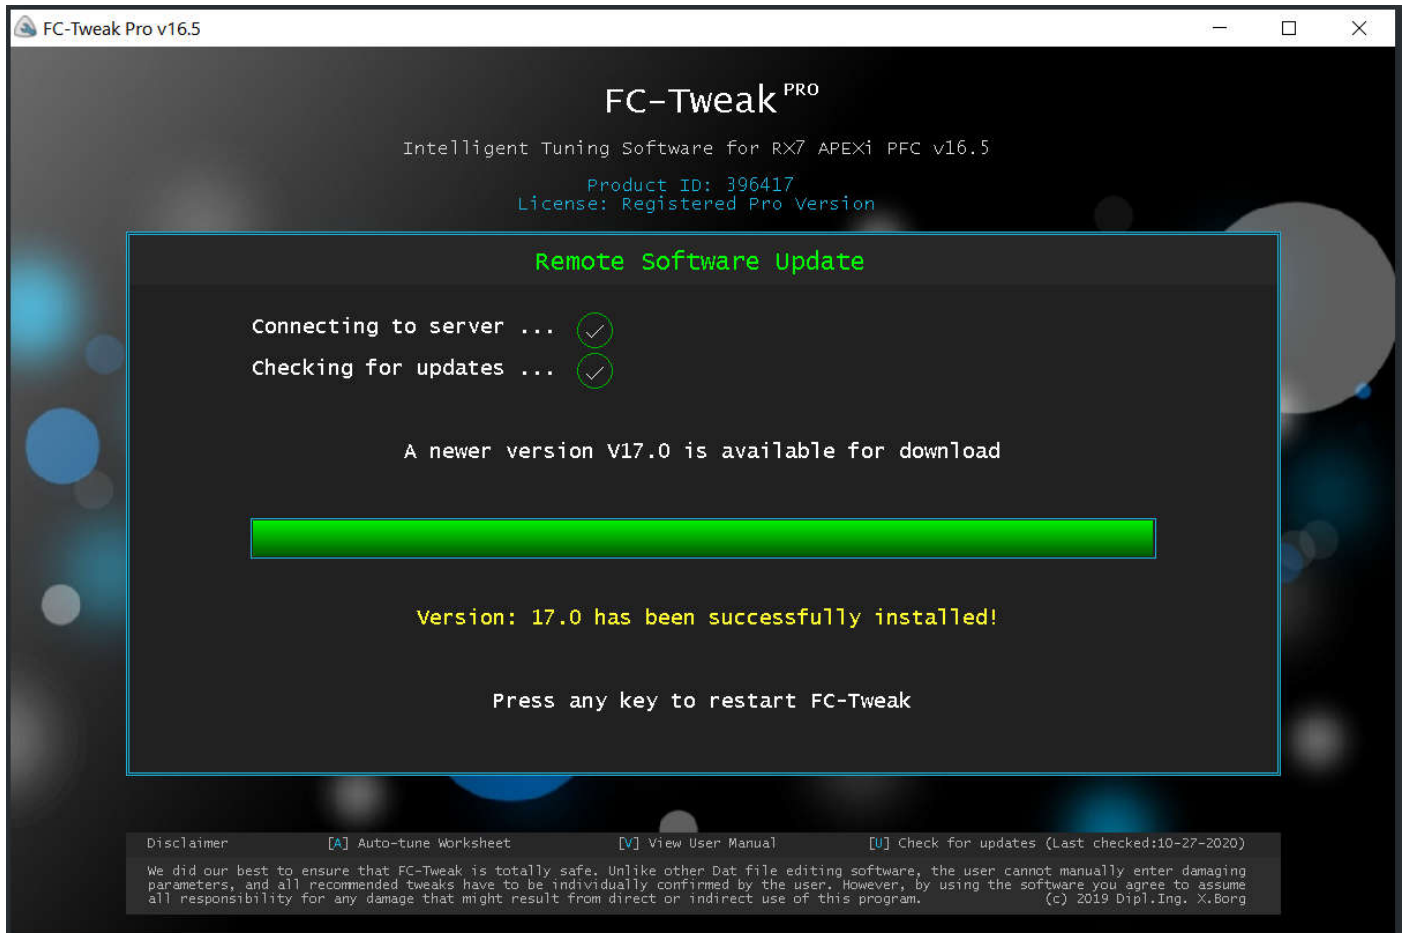 FC-Tweak Pro v16.5
FC-Tweak PRO
Intelligent Tuning Software for RX7 APEXi PFC v16.5
Product ID: 396417
License: Registered Pro Version
Remote Software Update
Connecting to server ...
Checking for updates ...
A newer version V17.0 is available for download
Version: 17.0 has been successfully installed!
Press any key to restart FC-Tweak
Disclaimer [A] Auto-tune Worksheet [V] View User Manual [U] Check for updates (Last checked:10-27-2020)
We did our best to ensure that FC-Tweak is totally safe. Unlike other Dat file editing software, the user cannot manually enter damaging
parameters, and all recommended tweaks have to be individually confirmed by the user. However, by using the software you agree to assume
all responsibility for any damage that might result from direct or indirect use of this program. (c) 2019 Dipl.Ing. X.Borg